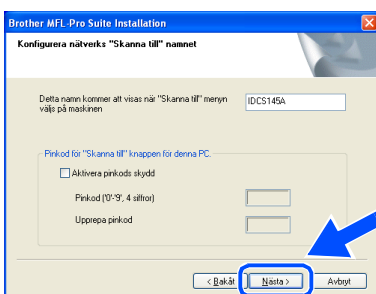 Brother MFL-Pro Suite Installation
Konfigurera nätverks "Skanna till" namnet
Detta namn kommer att visas när "Skanna till" menyn
väljs på maskinen
IDCS145A
Pinkod för "Skanna till" knappen för denna PC.
Aktivera pinkods skydd
Pinkod ('0'-'9', 4 siffror)
Upprepa pinkod
< Bakåt
Nästa >
Avbryt